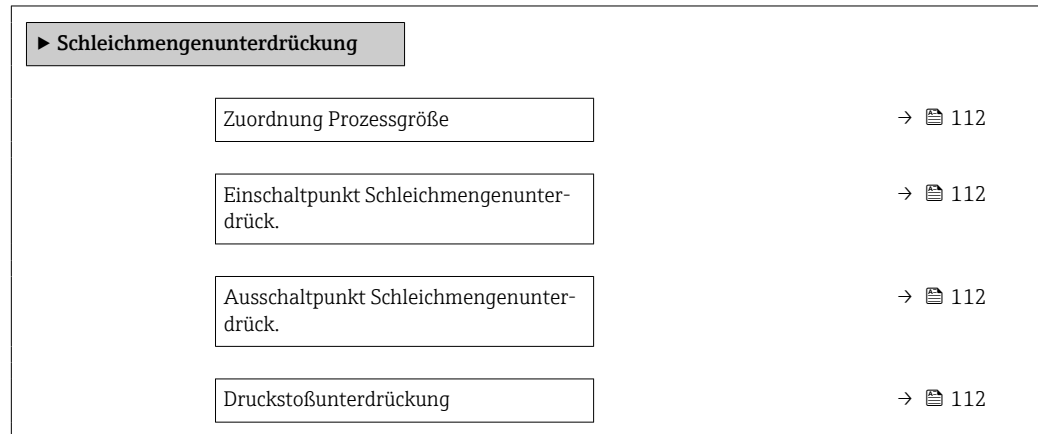 ▶ Schleichmengenunterdrückung
Zuordnung Prozessgröße → 112
Einschaltpunkt Schleichmengenunter-
drück. → 112
Ausschaltpunkt Schleichmengenunter-
drück. → 112
Druckstoßunterdrückung → 112